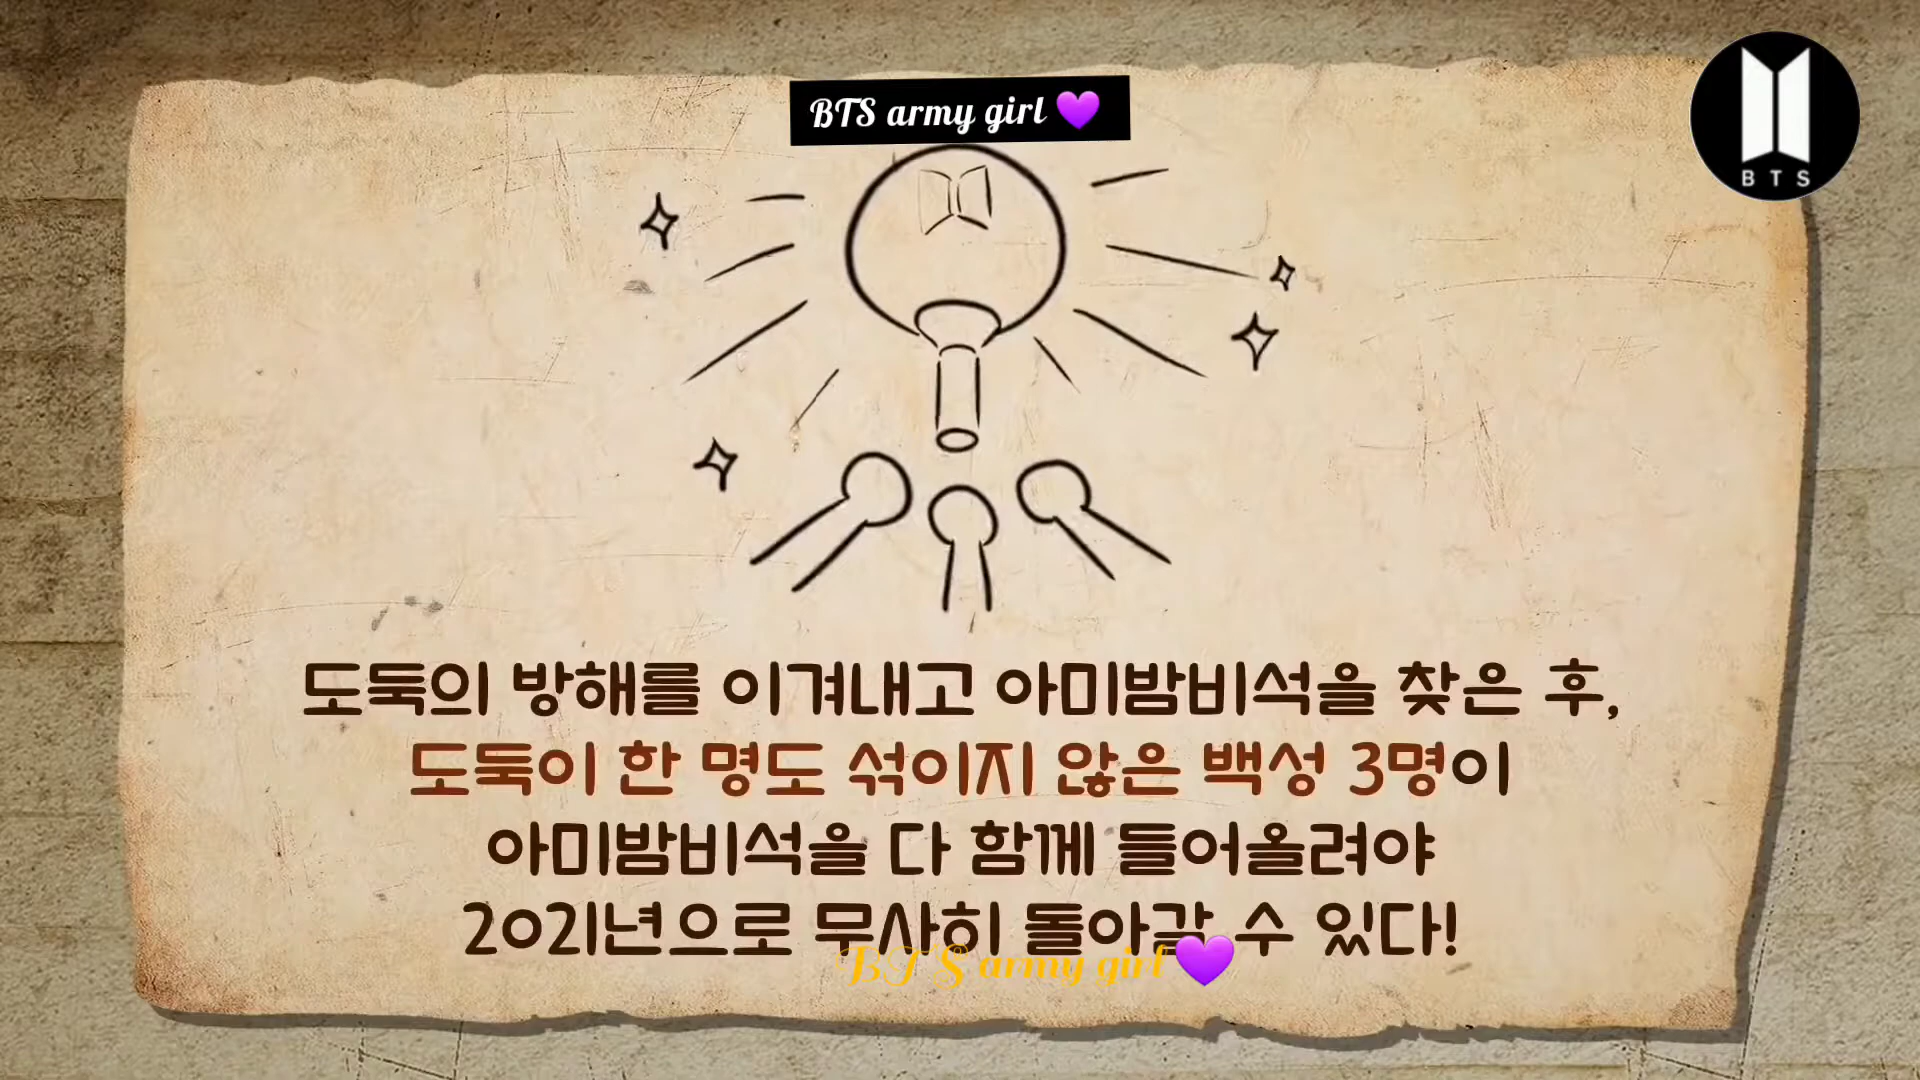 BTS army girl 💜
BTS
도둑의 방해를 이겨내고 아미밤비석을 찾은 후,
도둑이 한 명도 섞이지 않은 백성 3명이
아미밤비석을 다 함께 들어올려야
2021년으로 무사히 돌아갈 수 있다!
BTS army girl 💜